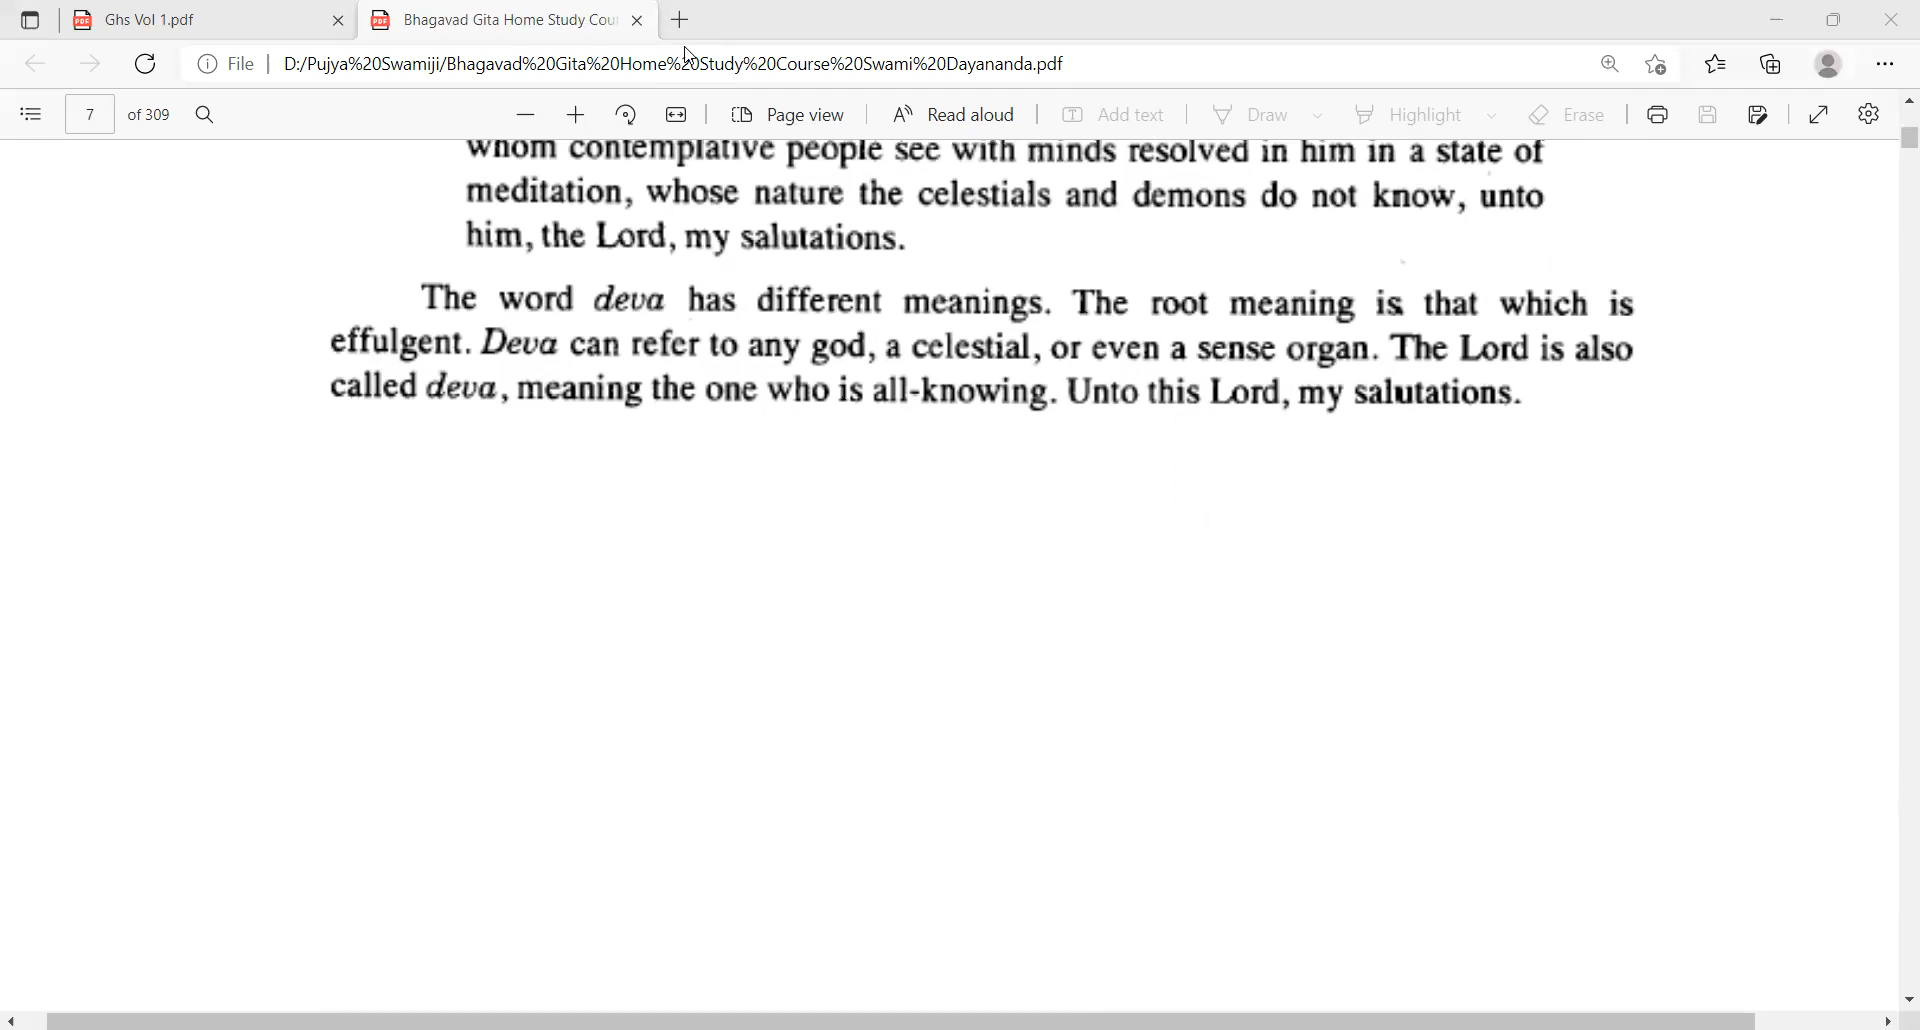 Ghs Vol 1.pdf
Bhagavad Gita Home Study Cou
File
D:/Pujya%20Swamiji/Bhagavad%20Gita%20Home%20Study%20Course%20Swami%20Dayananda.pdf
7 of 309
Page view
Read aloud
Add text
Draw
Highlight
Erase
whom contemplative people see with minds resolved in him in a state of
meditation, whose nature the celestials and demons do not know, unto
him, the Lord, my salutations.
The word deva has different meanings. The root meaning is that which is
effulgent. Deva can refer to any god, a celestial, or even a sense organ. The Lord is also
called deva, meaning the one who is all-knowing. Unto this Lord, my salutations.